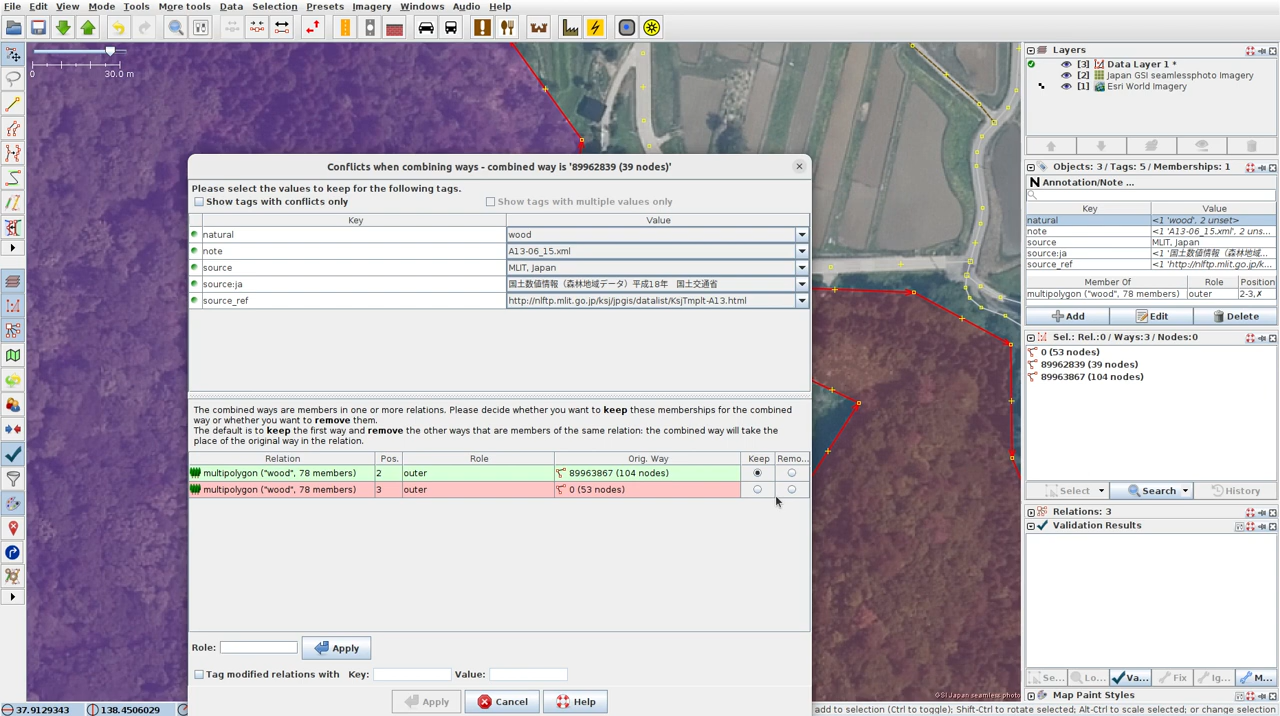 File Edit View Mode Tools More tools Data Selection Presets Imagery Windows Audio Help
0 30.0 m
Conflicts when combining ways - combined way is '89962839 (39 nodes)'
Please select the values to keep for the following tags.
Show tags with conflicts only Show tags with multiple values only
Key Value
natural wood
note A13-06_15.xml
source MLIT, Japan
source:ja 国土数値情報（森林地域データ）平成18年 国土交通省
source_ref http://nlftp.mlit.go.jp/ksj/jpgis/datalist/KsjTmplt-A13.html
The combined ways are members in one or more relations. Please decide whether you want to keep these memberships for the combined
way or whether you want to remove them.
The default is to keep the first way and remove the other ways that are members of the same relation: the combined way will take the
place of the original way in the relation.
Relation Pos. Role Orig. Way Keep Remo...
multipolygon ("wood", 78 members) 2 outer 89963867 (104 nodes)
multipolygon ("wood", 78 members) 3 outer 0 (53 nodes)
Role: Apply
Tag modified relations with Key: Value:
Apply Cancel Help
Layers
[3] Data Layer 1 *
[2] Japan GSI seamlessphoto Imagery
[1] Esri World Imagery
Objects: 3 / Tags: 5 / Memberships: 1
N Annotation/Note ...
Key Value
natural <1 'wood', 2 unset>
note <1 'A13-06_15.xml', 2 uns...
source MLIT, Japan
source:ja <1 '国土数値情報（森林地域...
source_ref <1 'http://nlftp.mlit.go.jp/k...
Member Of Role Position
multipolygon ("wood", 78 members) outer 2-3,✗
Add Edit Delete
Sel.: Rel.:0 / Ways:3 / Nodes:0
0 (53 nodes)
89962839 (39 nodes)
89963867 (104 nodes)
Select Search History
Relations: 3
Validation Results
Se... Lo... Va... Fix Ig... M...
Map Paint Styles
37.9129343 138.4506029 add to selection (Ctrl to toggle); Shift-Ctrl to rotate selected; Alt-Ctrl to scale selected; or change selection